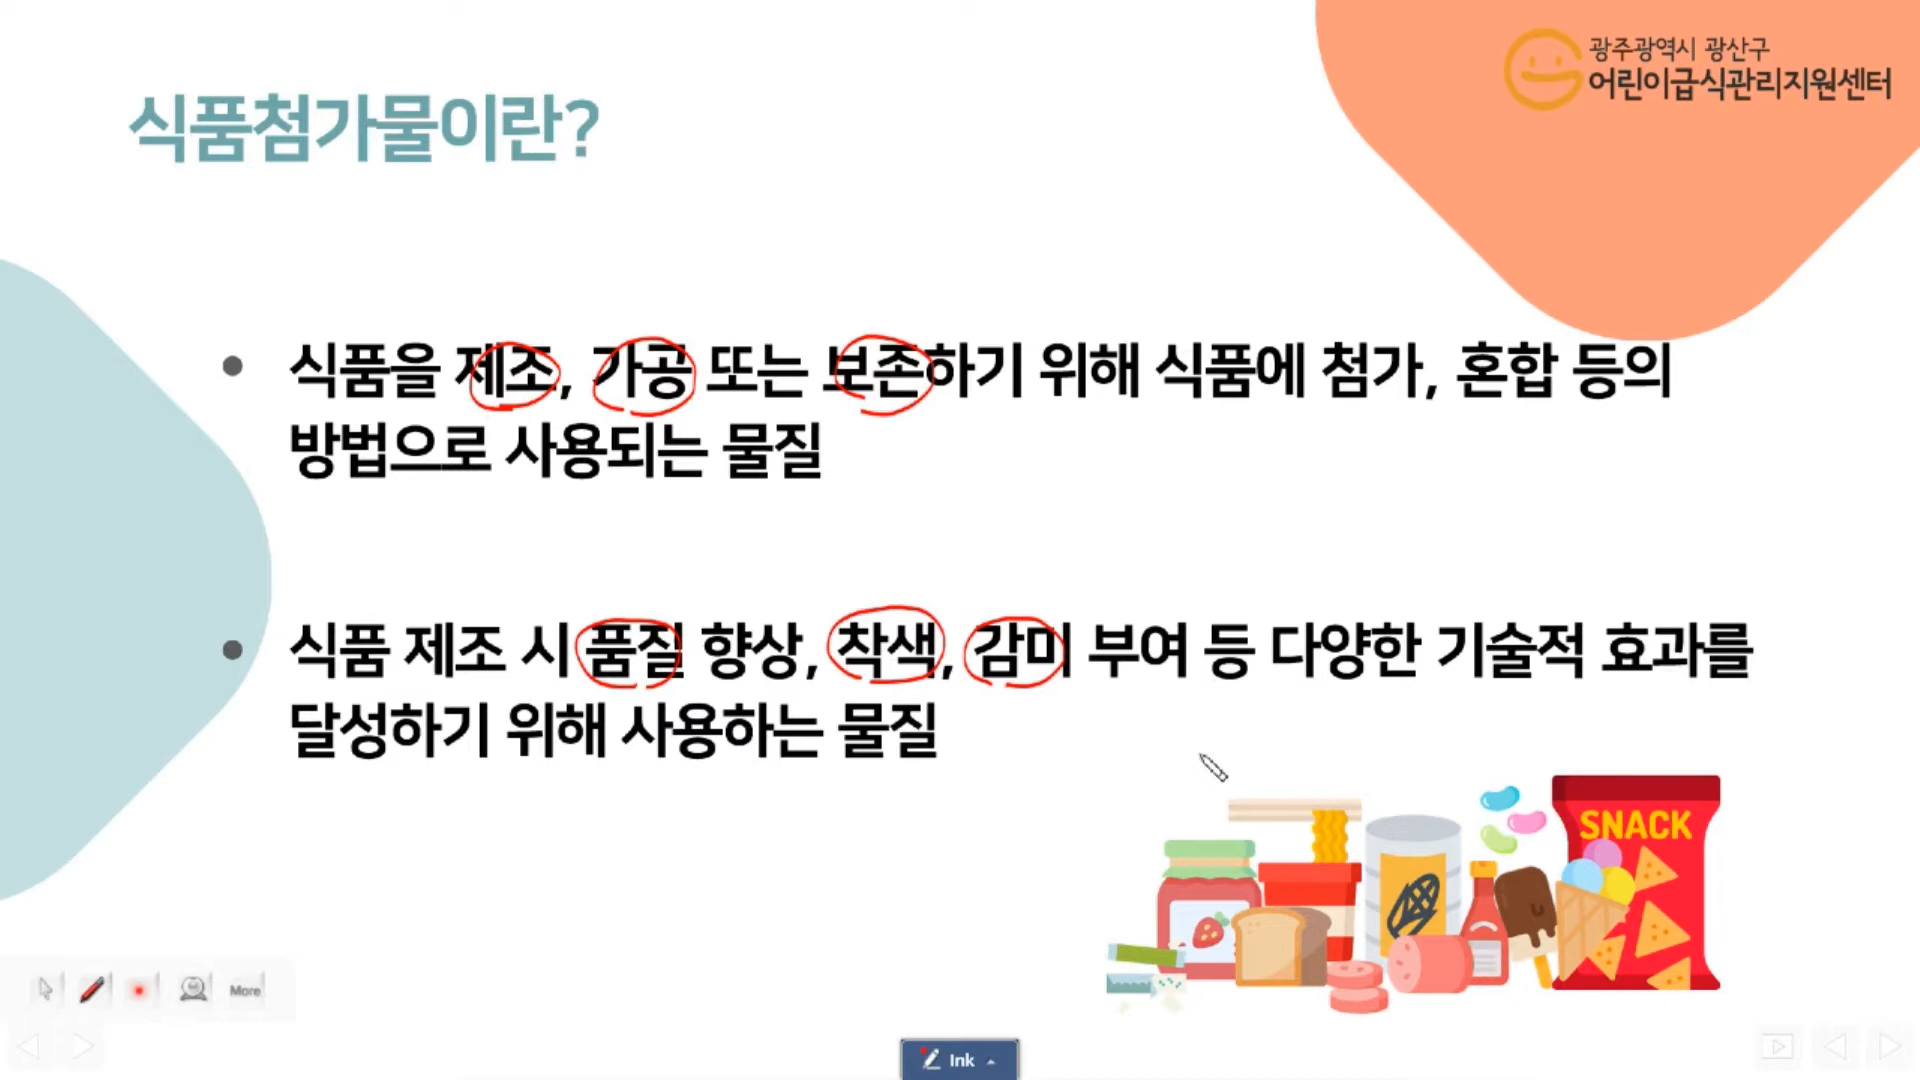 광주광역시 광산구
어린이급식관리지원센터
식품첨가물이란?
• 식품을 제조, 가공 또는 보존하기 위해 식품에 첨가, 혼합 등의
방법으로 사용되는 물질
• 식품 제조 시 품질 향상, 착색, 감미 부여 등 다양한 기술적 효과를
달성하기 위해 사용하는 물질
SNACK
More
Ink